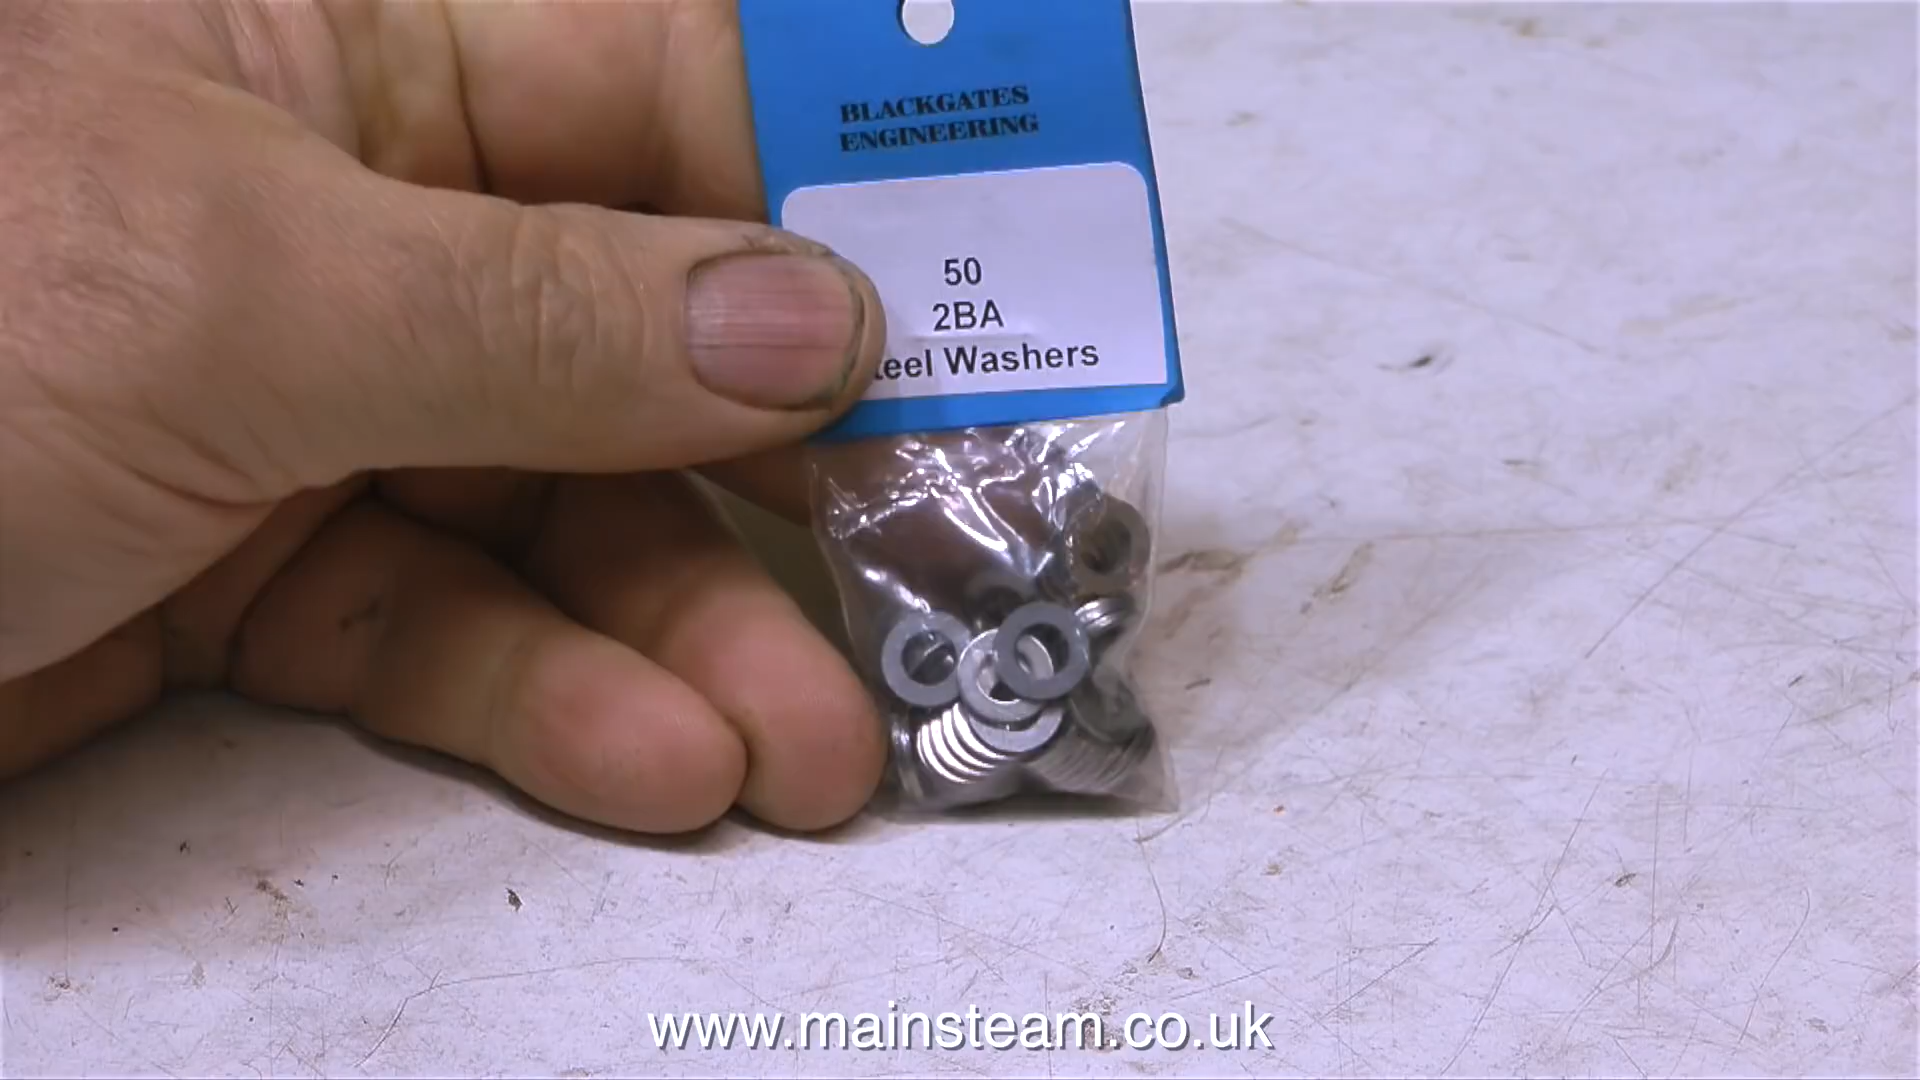 BLACKGATES
ENGINEERING
50
2BA
teel Washers
www.mainsteam.co.uk